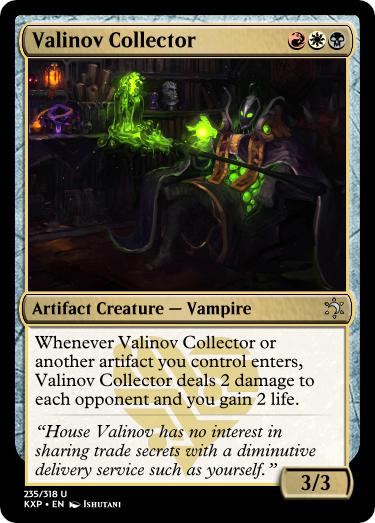 Valinov Collector
Artifact Creature — Vampire
Whenever Valinov Collector or
another artifact you control enters,
Valinov Collector deals 2 damage to
each opponent and you gain 2 life.
“House Valinov has no interest in
sharing trade secrets with a diminutive
delivery service such as yourself.”
3/3
235/318 U
KXP • EN Ishutani